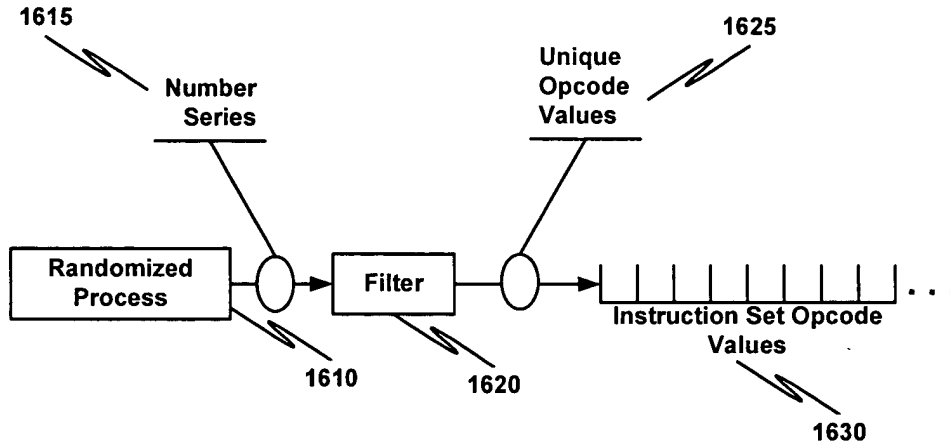 1615
Number
Series
Unique
Opcode
Values
1625
Randomized
Process
Filter
Instruction Set Opcode
Values
1610
1620
1630